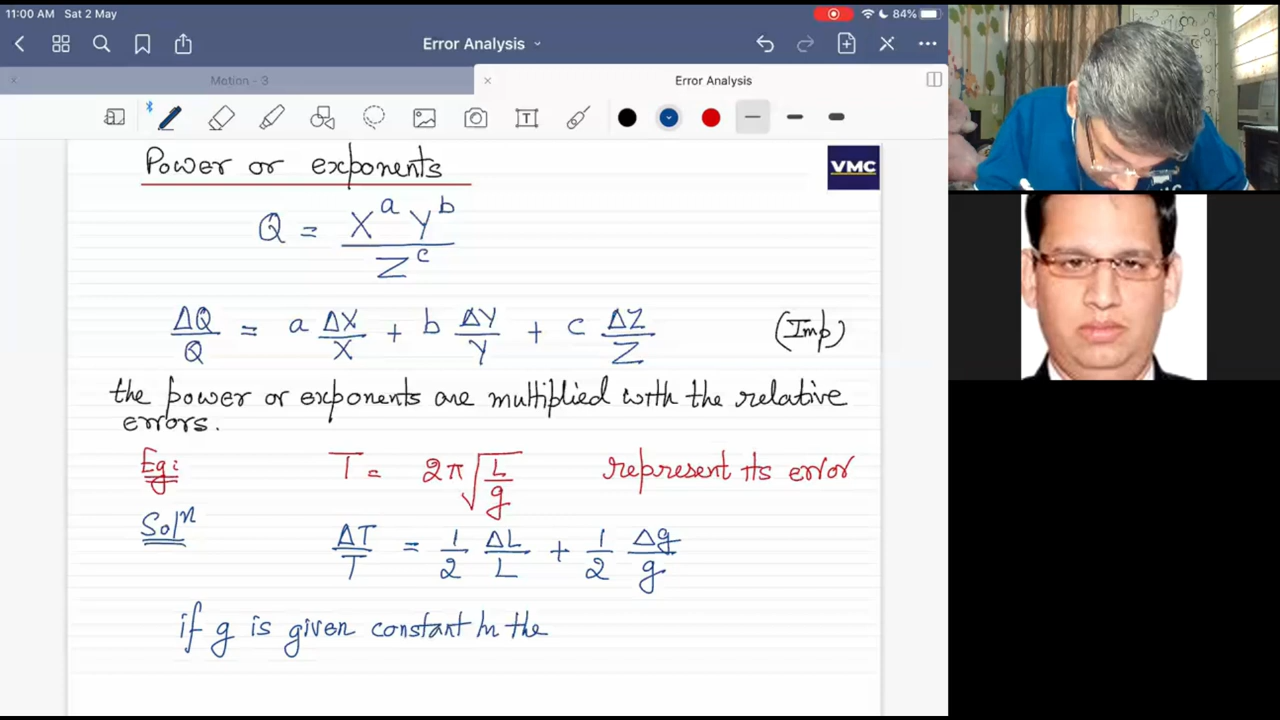 11:00 AM Sat 2 May 84%
Error Analysis
Motion - 3 Error Analysis
Power or exponents VMC
Q = X^a Y^b / Z^c
ΔQ/Q = a ΔX/X + b ΔY/Y + c ΔZ/Z (Imp)
the power or exponents are multiplied with the relative
errors.
Eg: T = 2π√(L/g) represent its error
Solⁿ ΔT/T = 1/2 ΔL/L + 1/2 Δg/g
if g is given constant in the